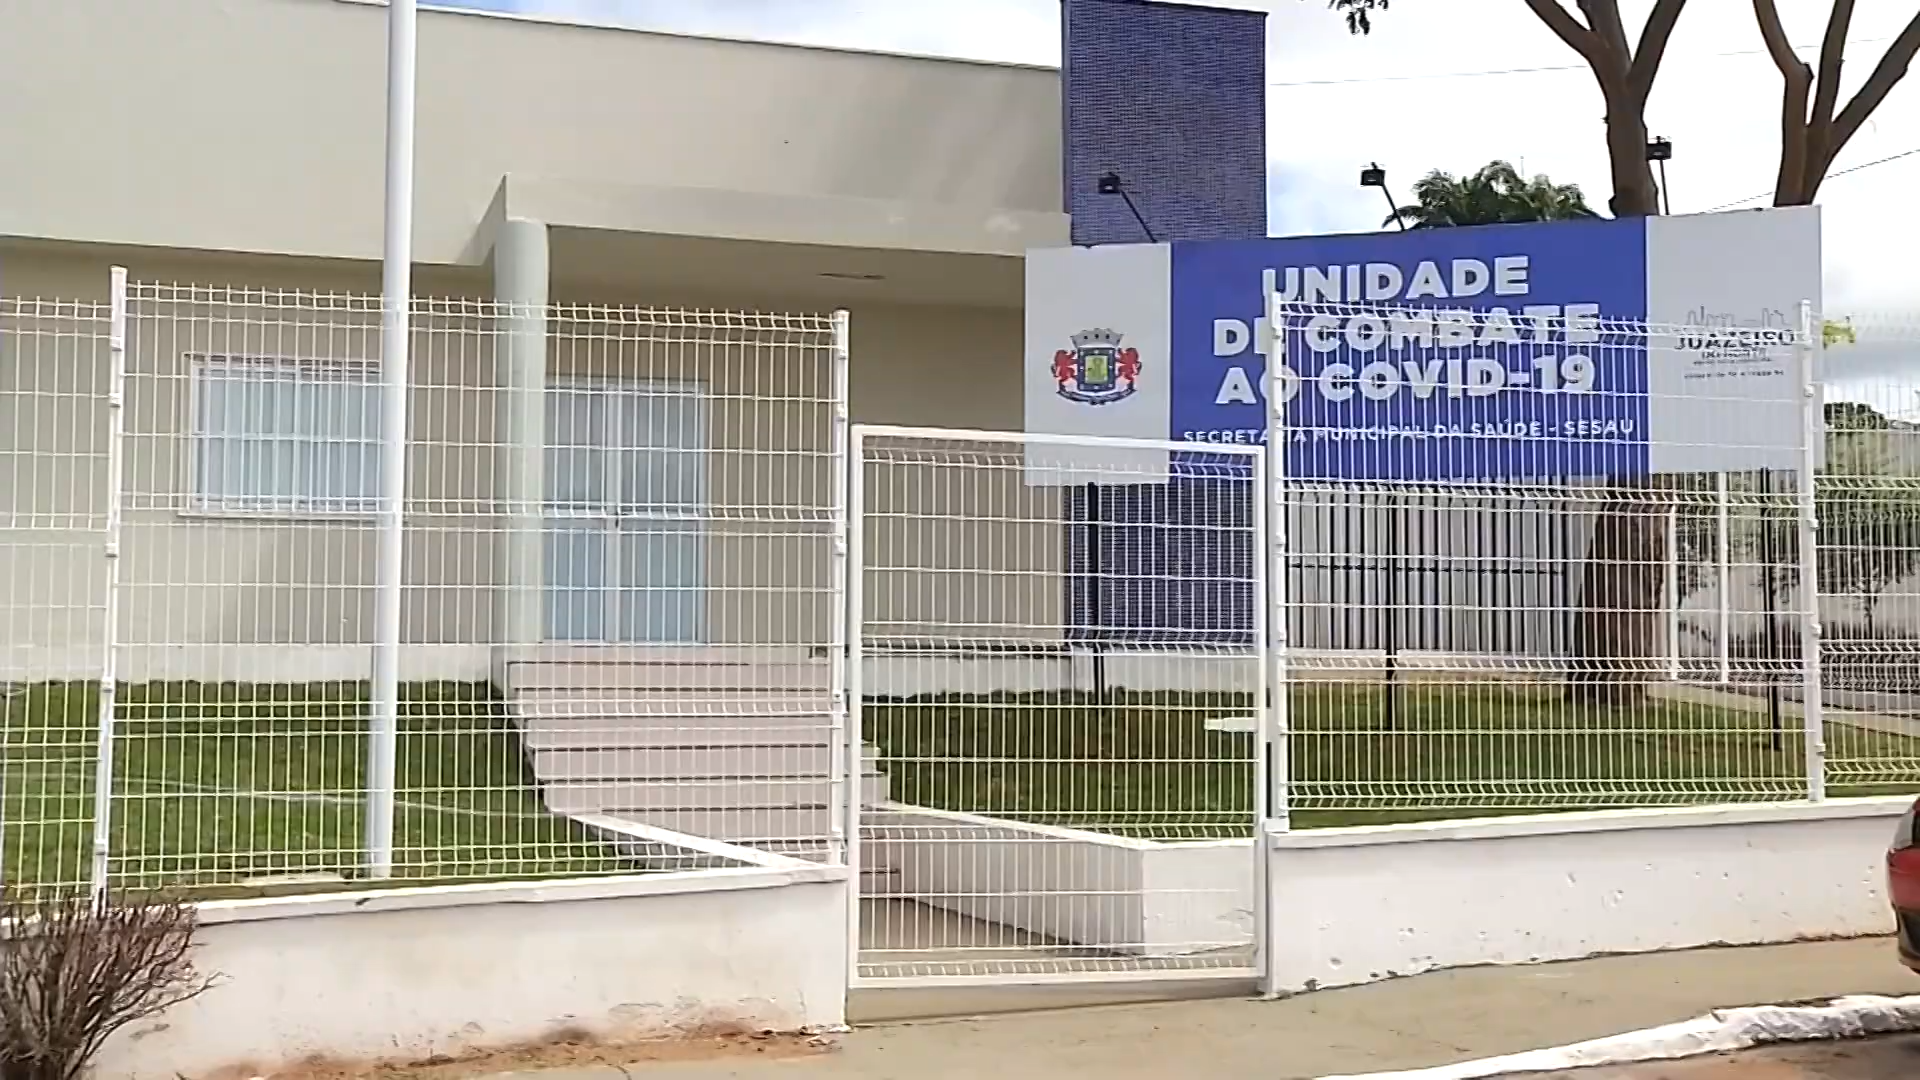 UNIDADE
DE COMBATE
AO COVID-19
SECRETARIA MUNICIPAL DA SAÚDE - SESAU
JUAZEIRO